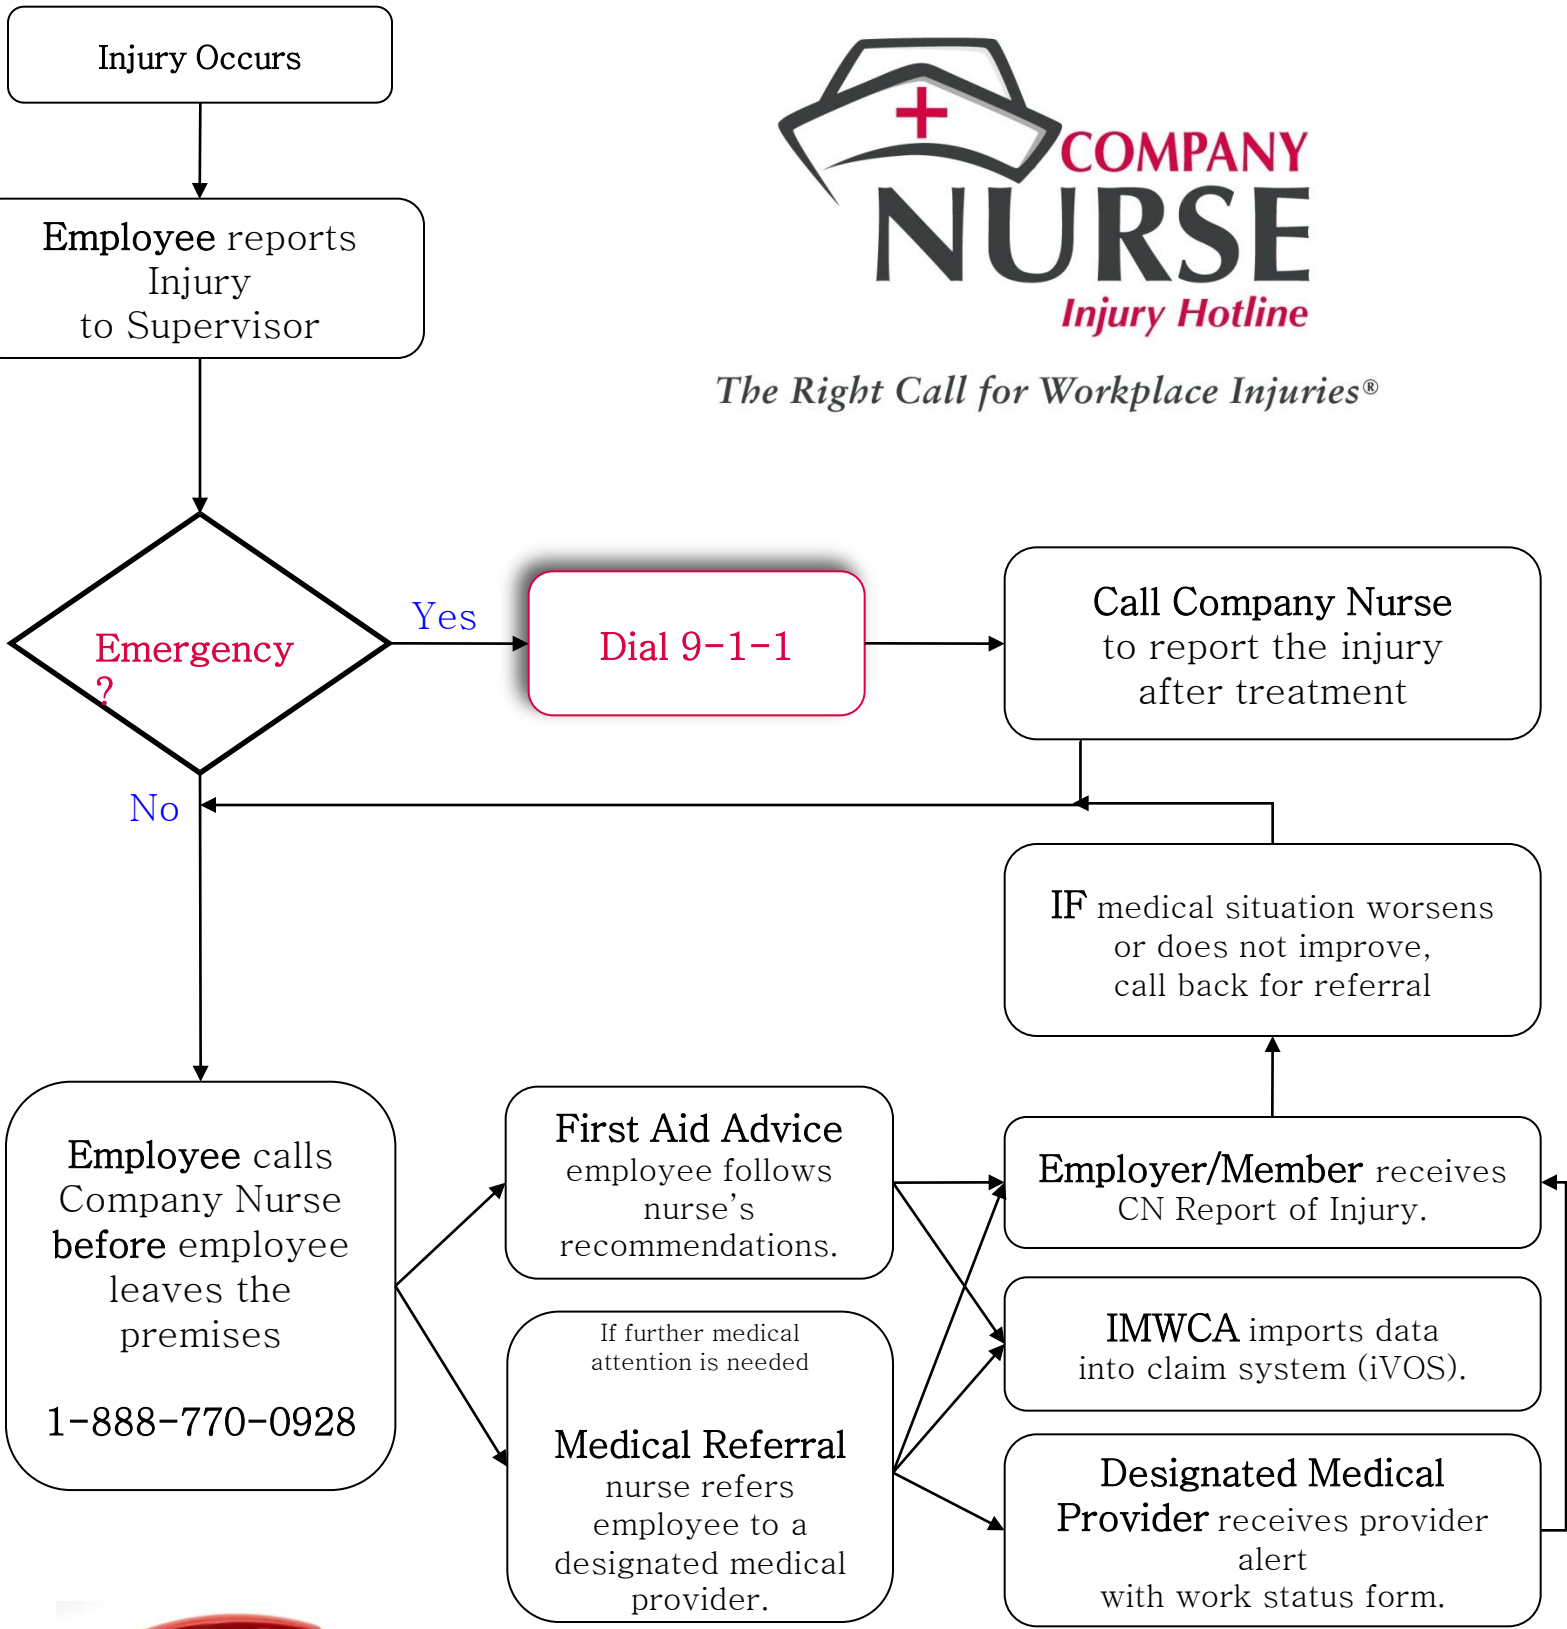 Injury Occurs
COMPANY
NURSE
Injury Hotline
The Right Call for Workplace Injuries®
Employee reports
Injury
to Supervisor
Emergency
?
Yes
Dial 9-1-1
Call Company Nurse
to report the injury
after treatment
No
IF medical situation worsens
or does not improve,
call back for referral
Employee calls
Company Nurse
before employee
leaves the
premises
1-888-770-0928
First Aid Advice
employee follows
nurse’s
recommendations.
If further medical
attention is needed
Medical Referral
nurse refers
employee to a
designated medical
provider.
Employer/Member receives
CN Report of Injury.
IMWCA imports data
into claim system (iVOS).
Designated Medical
Provider receives provider
alert
with work status form.